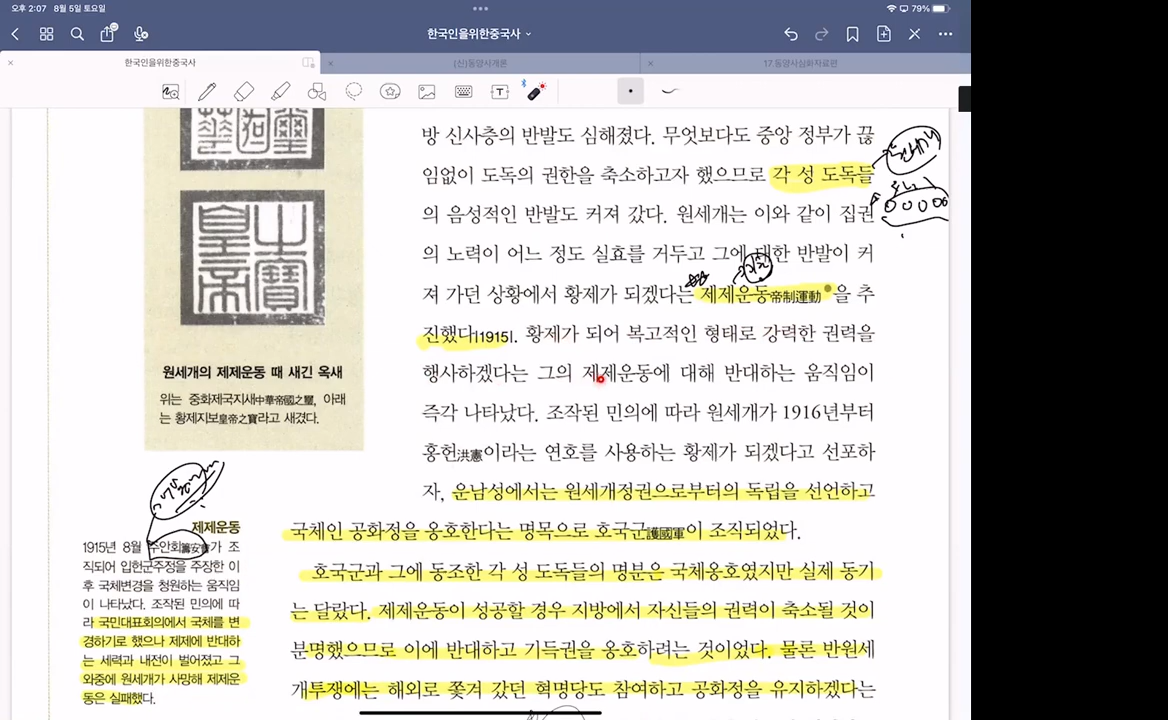 오후 2:07 8월 5일 토요일
79%
한국인을위한중국사
한국인을위한중국사
(신)동양사개론
17.동양사심화자료편
방 신사층의 반발도 심해졌다. 무엇보다도 중앙 정부가 끊
임없이 도독의 권한을 축소하고자 했으므로 각 성 도독들
의 음성적인 반발도 커져 갔다. 원세개는 이와 같이 집권
의 노력이 어느 정도 실효를 거두고 그에 대한 반발이 커
져 가던 상황에서 황제가 되겠다는 제제운동帝制運動을 추
진했다|1915|. 황제가 되어 복고적인 형태로 강력한 권력을
행사하겠다는 그의 제제운동에 대해 반대하는 움직임이
즉각 나타났다. 조작된 민의에 따라 원세개가 1916년부터
홍헌洪憲이라는 연호를 사용하는 황제가 되겠다고 선포하
자, 운남성에서는 원세개정권으로부터의 독립을 선언하고
국체인 공화정을 옹호한다는 명목으로 호국군護國軍이 조직되었다.
호국군과 그에 동조한 각 성 도독들의 명분은 국체옹호였지만 실제 동기
는 달랐다. 제제운동이 성공할 경우 지방에서 자신들의 권력이 축소될 것이
분명했으므로 이에 반대하고 기득권을 옹호하려는 것이었다. 물론 반원세
개투쟁에는 해외로 쫓겨 갔던 혁명당도 참여하고 공화정을 유지하겠다는
皇帝之寶
원세개의 제제운동 때 새긴 옥새
위는 중화제국지새中華帝國之璽, 아래
는 황제지보皇帝之寶라고 새겼다.
제제운동
1915년 8월 주안회籌安會가 조
직되어 입헌군주정을 주장한 이
후 국체변경을 청원하는 움직임
이 나타났다. 조작된 민의에 따
라 국민대표회의에서 국체를 변
경하기로 했으나 제제에 반대하
는 세력과 내전이 벌어졌고 그
와중에 원세개가 사망해 제제운
동은 실패했다.